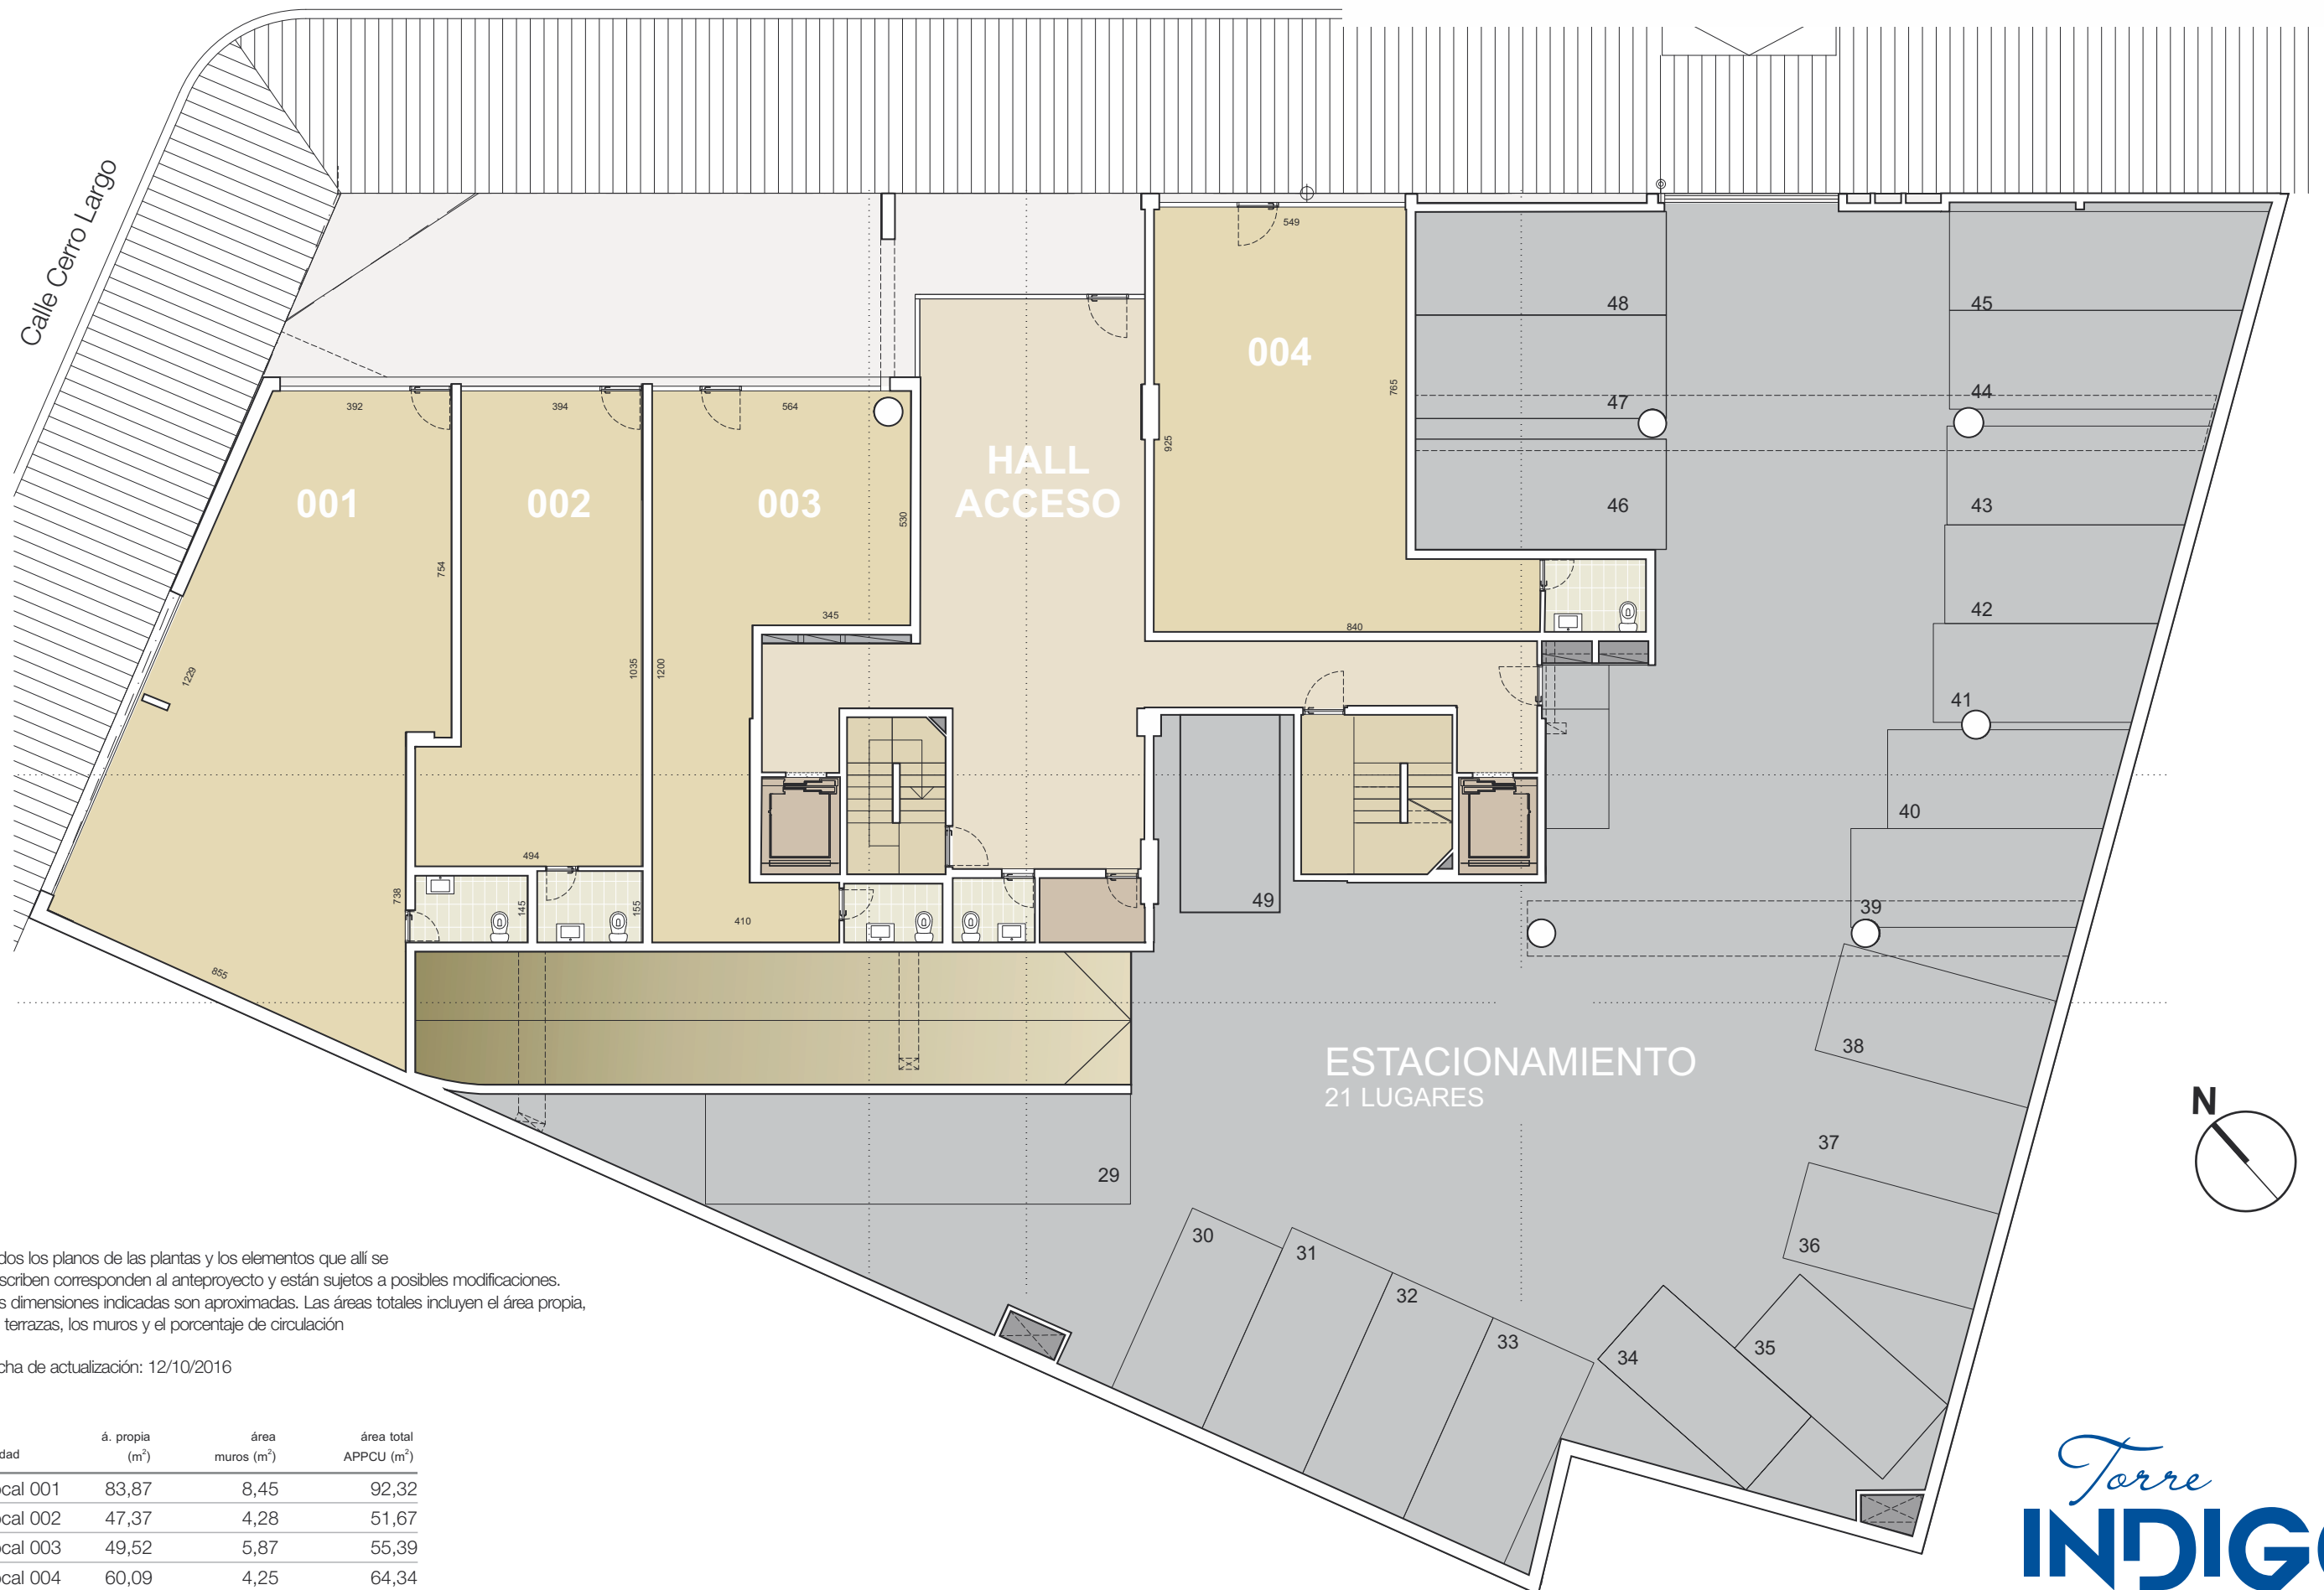 Calle Cerro Largo
549
004
48
45
765
47
44
392
394
564
925
HALL
ACCESO
001
002
003
530
46
43
754
345
840
42
1229
1035
1200
41
40
494
738
145
155
410
49
39
855
ESTACIONAMIENTO
21 LUGARES
38
N
37
29
30
31
32
33
36
34
35
dos los planos de las plantas y los elementos que allí se
scriben corresponden al anteproyecto y están sujetos a posibles modificaciones.
s dimensiones indicadas son aproximadas. Las áreas totales incluyen el área propia,
terrazas, los muros y el porcentaje de circulación
cha de actualización: 12/10/2016
dad á. propia (m²) área muros (m²) área total APPCU (m²)
ocal 001 83,87 8,45 92,32
ocal 002 47,37 4,28 51,67
ocal 003 49,52 5,87 55,39
ocal 004 60,09 4,25 64,34
Torre
INDIGO